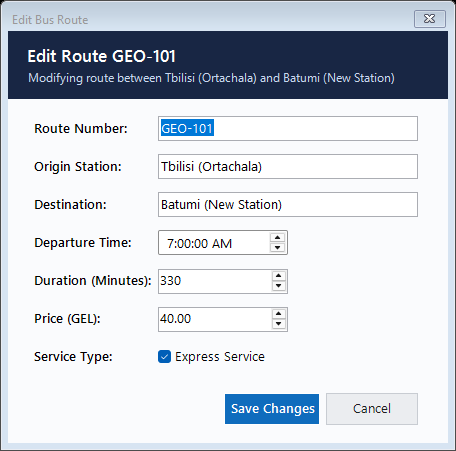 Edit Bus Route
Edit Route GEO-101
Modifying route between Tbilisi (Ortachala) and Batumi (New Station)
Route Number: GEO-101
Origin Station: Tbilisi (Ortachala)
Destination: Batumi (New Station)
Departure Time: 7:00:00 AM
Duration (Minutes): 330
Price (GEL): 40.00
Service Type: Express Service
Save Changes Cancel